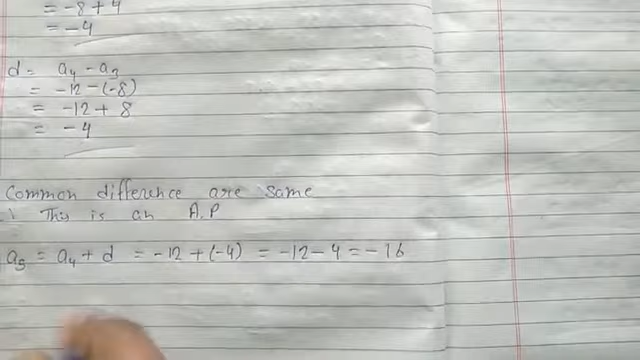 = -8 + 4
= -4
d = a4 - a3
= -12 - (-8)
= -12 + 8
= -4
Common difference are same
∴ This is an A.P
a5 = a4 + d = -12 + (-4) = -12 - 4 = -16